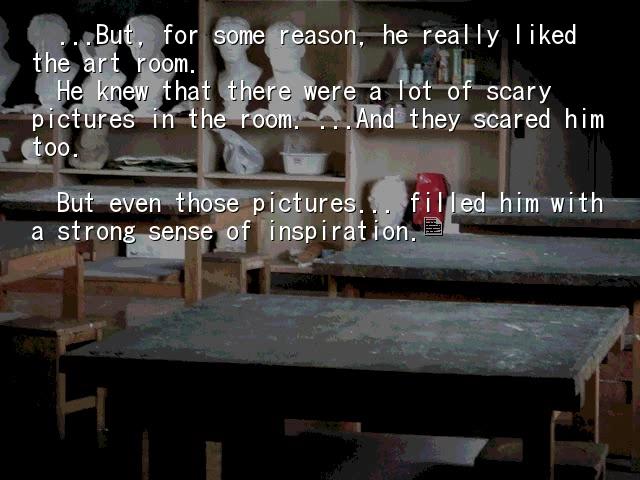 ...But, for some reason, he really liked
the art room.
He knew that there were a lot of scary
pictures in the room. ...And they scared him
too.
But even those pictures... filled him with
a strong sense of inspiration.